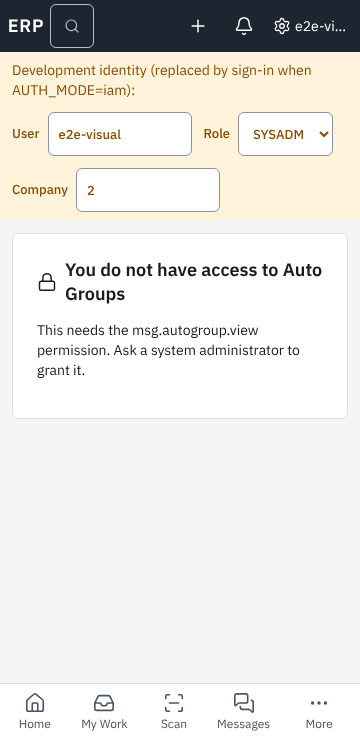 ERP
e2e-vi...
Development identity (replaced by sign-in when
AUTH_MODE=iam):
User e2e-visual Role SYSADM
Company 2
You do not have access to Auto
Groups
This needs the msg.autogroup.view
permission. Ask a system administrator to
grant it.
Home My Work Scan Messages More